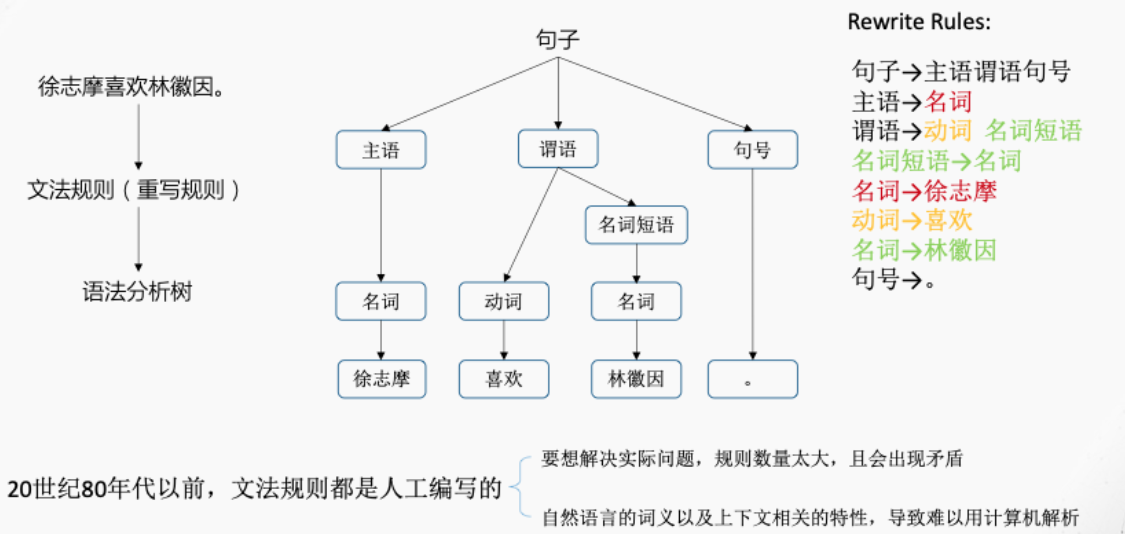 徐志摩喜欢林徽因。
文法规则（重写规则）
语法分析树
句子
主语
谓语
句号
名词短语
名词
动词
名词
徐志摩
喜欢
林徽因
。
Rewrite Rules:
句子→主语谓语句号
主语→名词
谓语→动词 名词短语
名词短语→名词
名词→徐志摩
动词→喜欢
名词→林徽因
句号→。
20世纪80年代以前，文法规则都是人工编写的
要想解决实际问题，规则数量太大，且会出现矛盾
自然语言的词义以及上下文相关的特性，导致难以用计算机解析